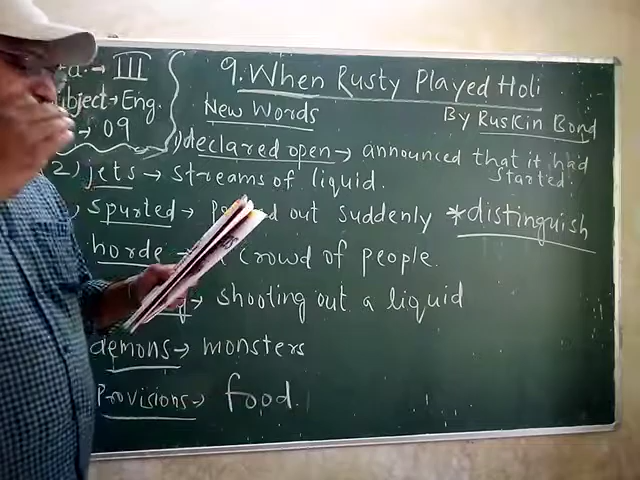 III
9. When Rusty Played Holi
Subject → Eng.
New Words
By Ruskin Bond
→ 09
1) declared open → announced that it had
started.
2) jets → streams of liquid.
spurted → out suddenly
*distinguish
horde → crowd of people.
→ shooting out a liquid
demons → monsters
Provisions → food.